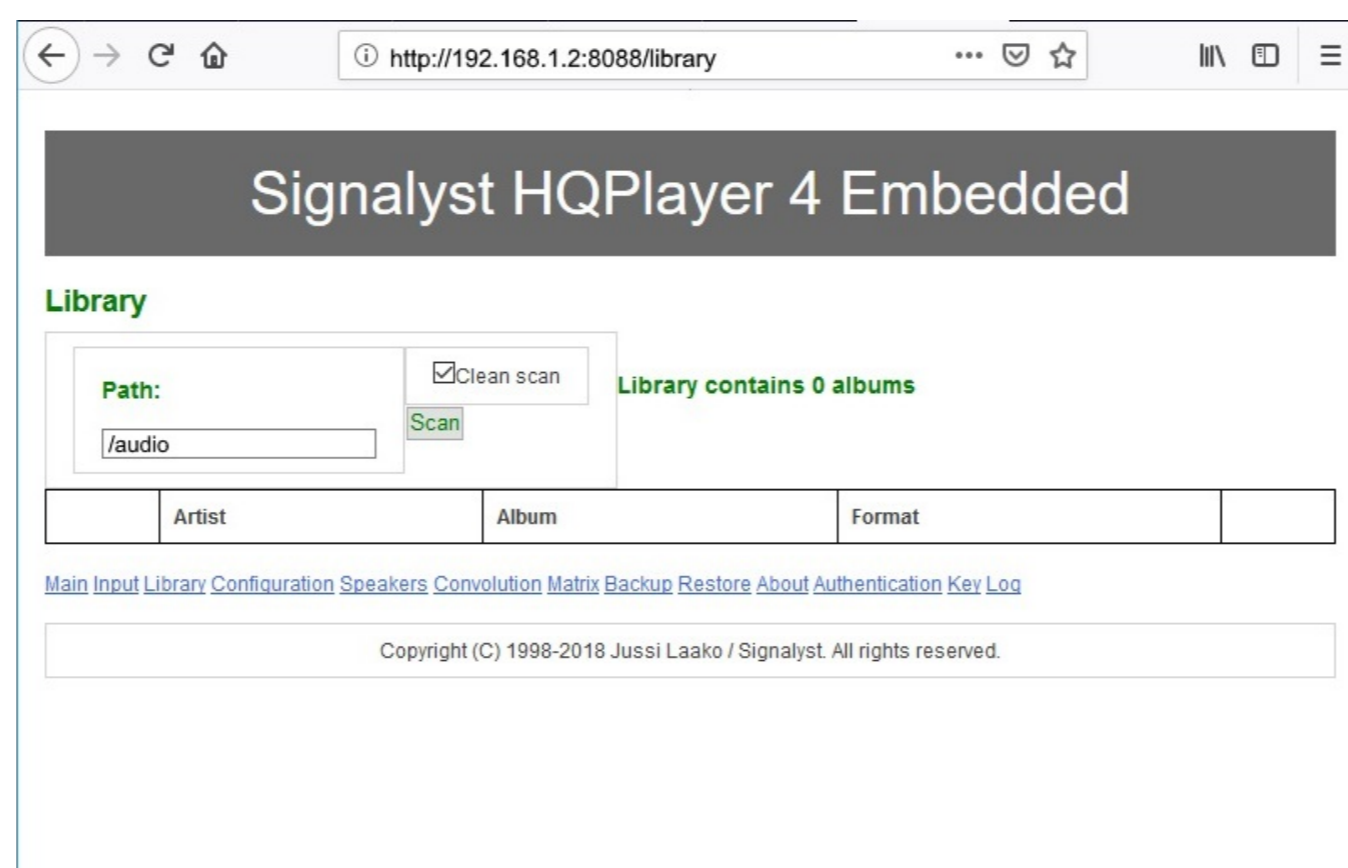 http://192.168.1.2:8088/library
Signalyst HQPlayer 4 Embedded
Library
Path:
/audio
Clean scan
Scan
Library contains 0 albums
Artist Album Format
Main Input Library Configuration Speakers Convolution Matrix Backup Restore About Authentication Key Log
Copyright (C) 1998-2018 Jussi Laako / Signalyst. All rights reserved.